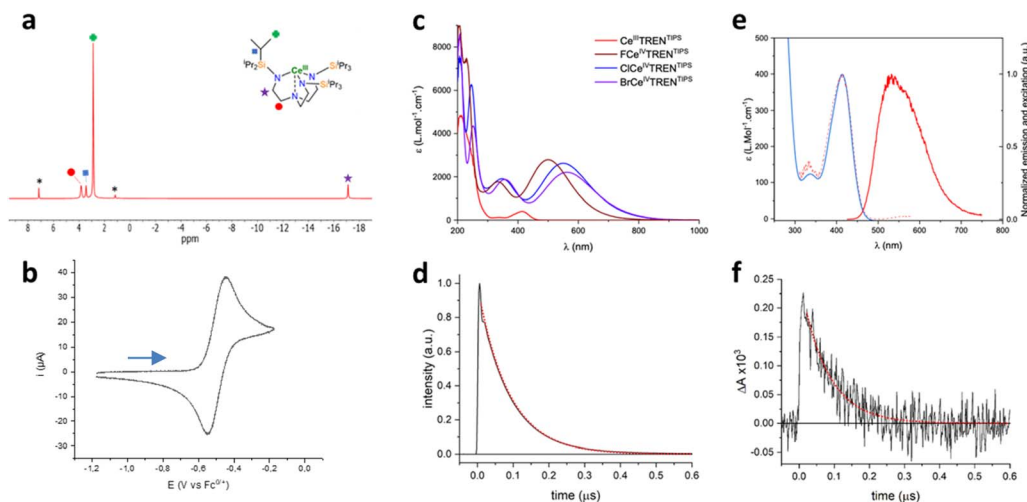 a
iPr2Si
SiiPr3
CeIII
N
N
N
SiiPr3
N
*
*
8 6 4 2 0 -2 -4 -6 -8 -10 -12 -14 -16 -18
ppm
b
i (μA)
40
30
20
10
0
-10
-20
-30
-1,2 -1,0 -0,8 -0,6 -0,4 -0,2 0,0
E (V vs Fc0/+)
c
CeIIITRENTIPS
FCeIVTRENTIPS
ClCeIVTRENTIPS
BrCeIVTRENTIPS
ε (L.mol-1.cm-1)
8000
6000
4000
2000
0
200 400 600 800 1000
λ (nm)
d
intensity (a.u.)
1.0
0.8
0.6
0.4
0.2
0.0
0.0 0.1 0.2 0.3 0.4 0.5 0.6
time (μs)
e
ε (L.Mol-1.cm-1)
500
400
300
200
100
0
300 400 500 600 700 800
λ (nm)
1.0
0.5
0.0
Normalized emission and excitation (a.u.)
f
ΔA x103
0.25
0.20
0.15
0.10
0.05
0.00
-0.05
0.0 0.1 0.2 0.3 0.4 0.5 0.6
time (μs)